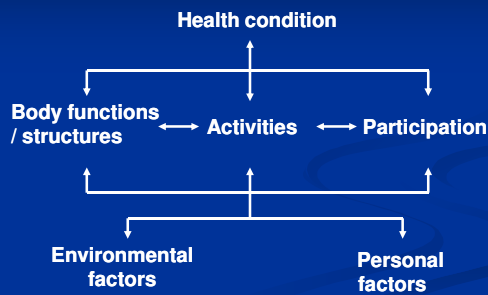 Health condition
Body functions
/ structures
Activities
Participation
Environmental
factors
Personal
factors